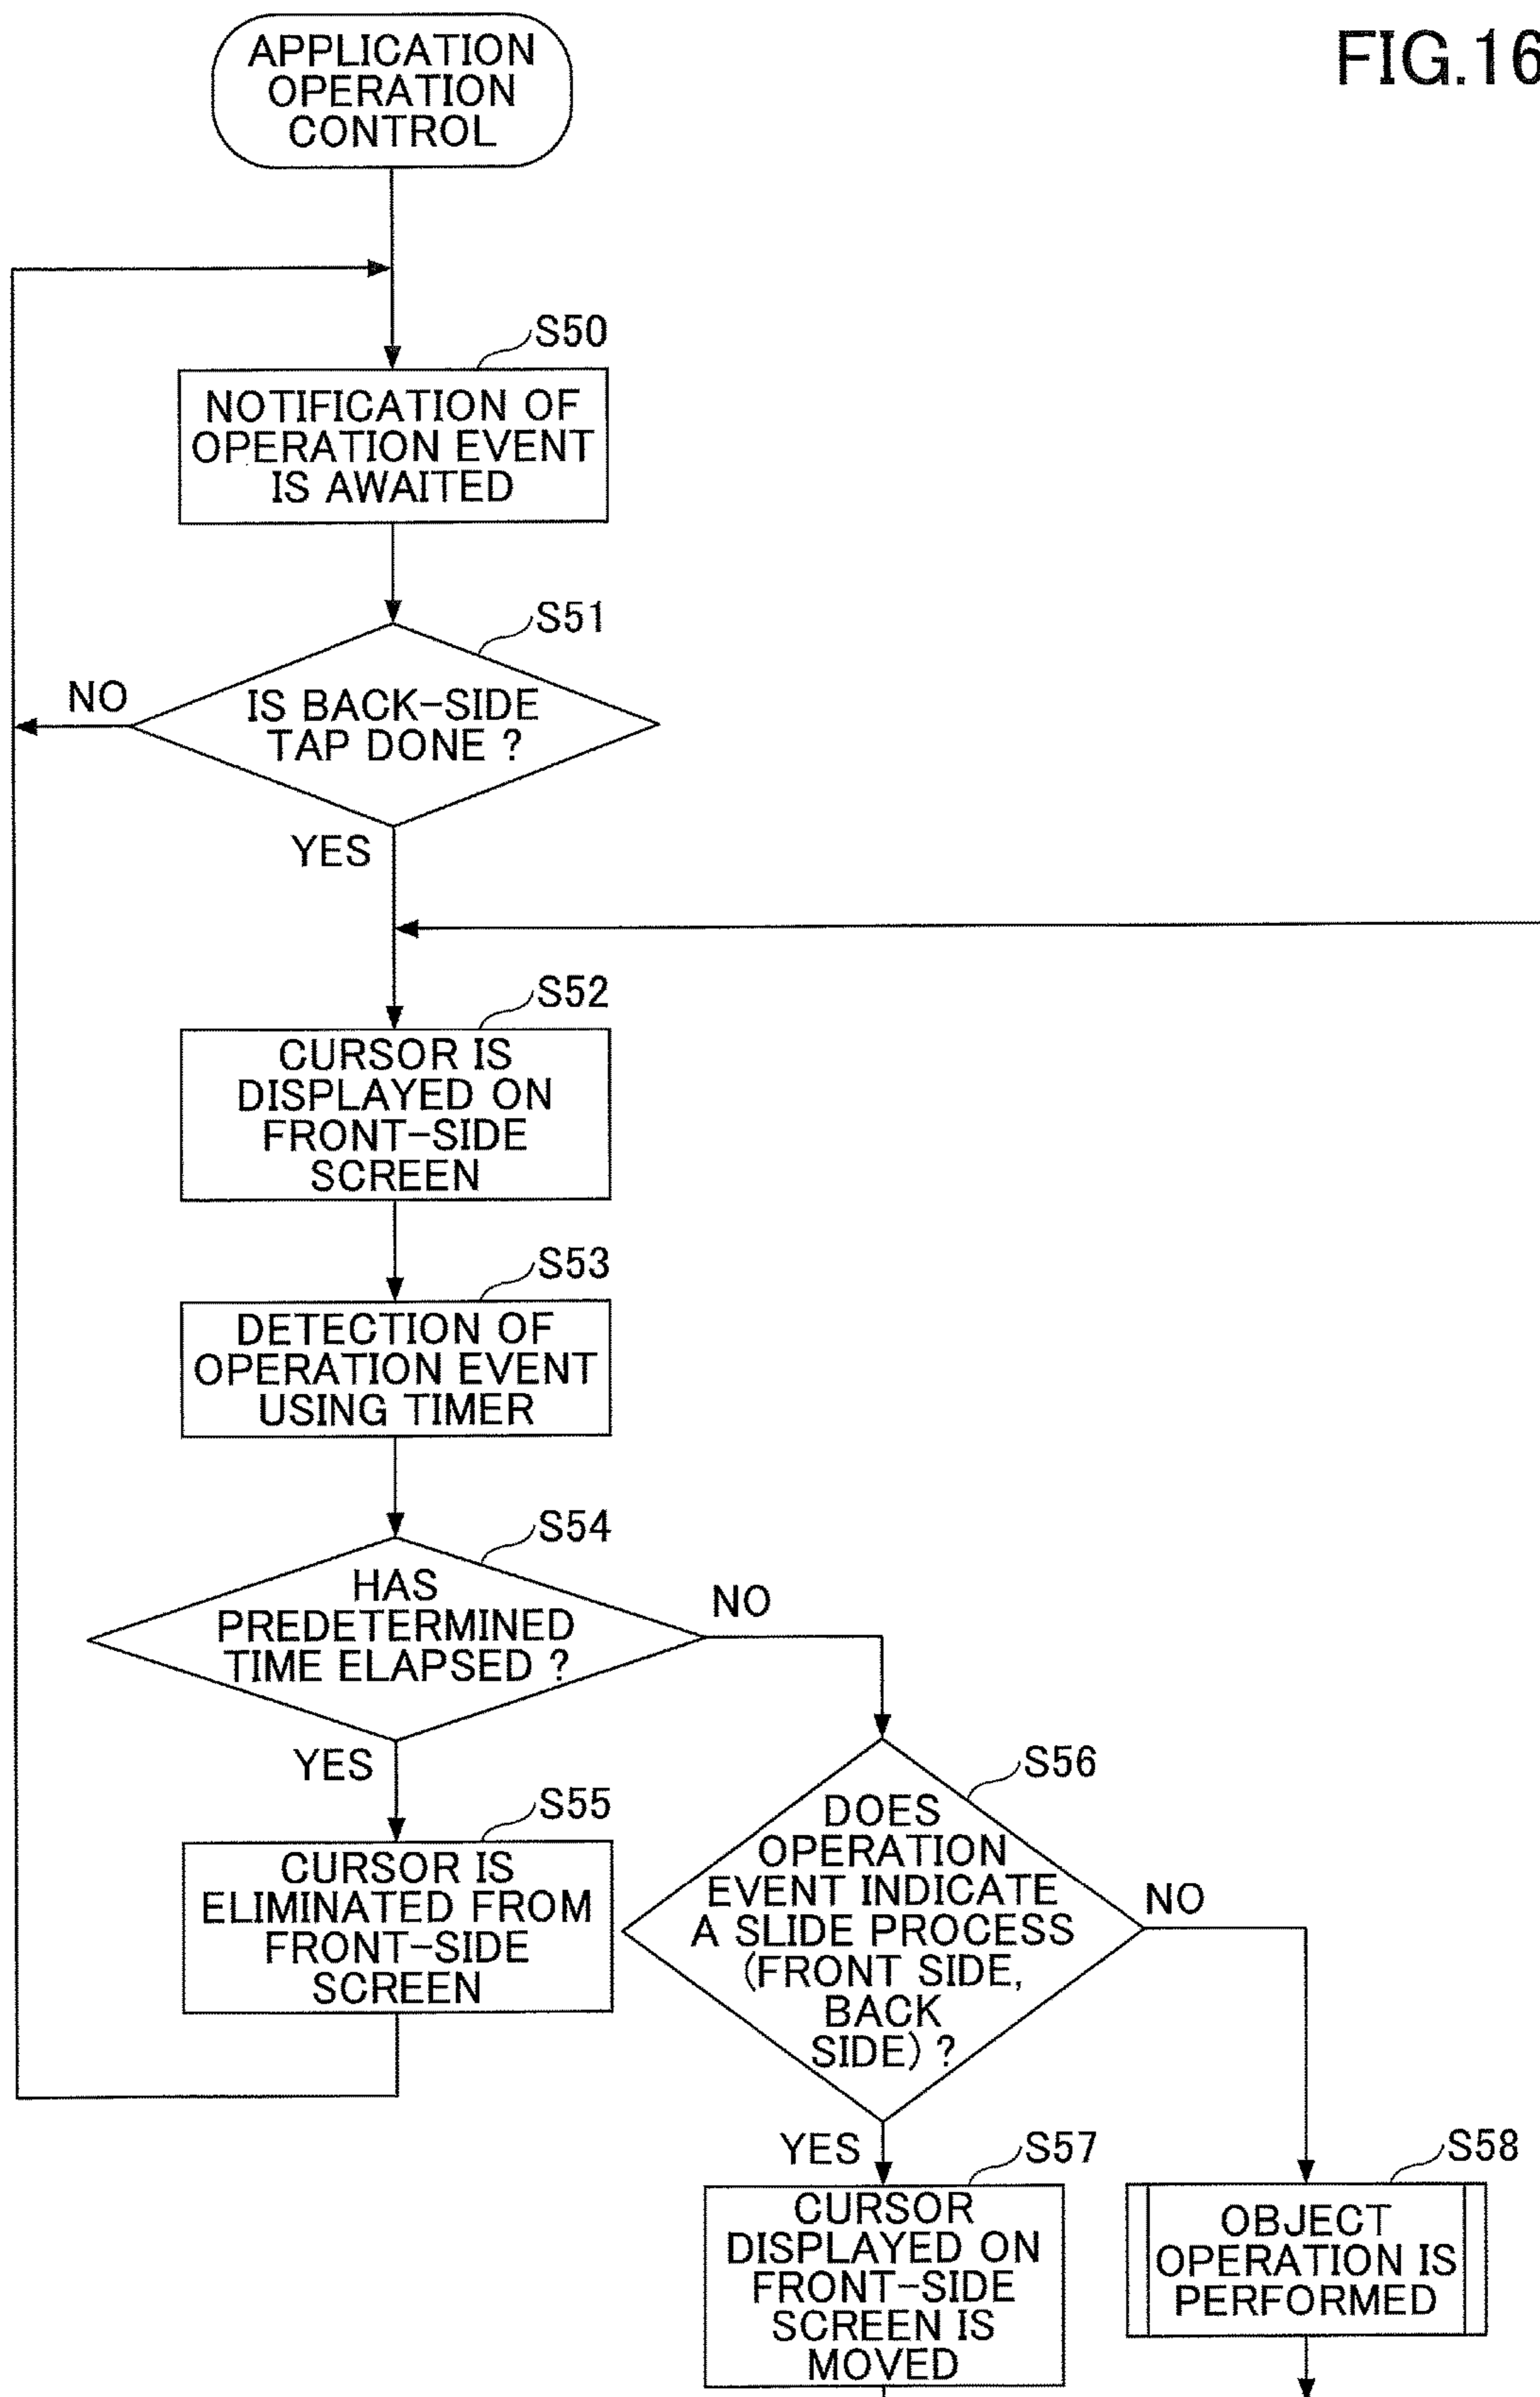 FIG.16
APPLICATION
OPERATION
CONTROL
S50
NOTIFICATION OF
OPERATION EVENT
IS AWAITED
S51
IS BACK-SIDE
TAP DONE ?
NO
YES
S52
CURSOR IS
DISPLAYED ON
FRONT-SIDE
SCREEN
S53
DETECTION OF
OPERATION EVENT
USING TIMER
S54
HAS
PREDETERMINED
TIME ELAPSED ?
NO
YES
S55
CURSOR IS
ELIMINATED FROM
FRONT-SIDE
SCREEN
S56
DOES
OPERATION
EVENT INDICATE
A SLIDE PROCESS
(FRONT SIDE,
BACK
SIDE) ?
NO
YES
S57
CURSOR
DISPLAYED ON
FRONT-SIDE
SCREEN IS
MOVED
S58
OBJECT
OPERATION IS
PERFORMED